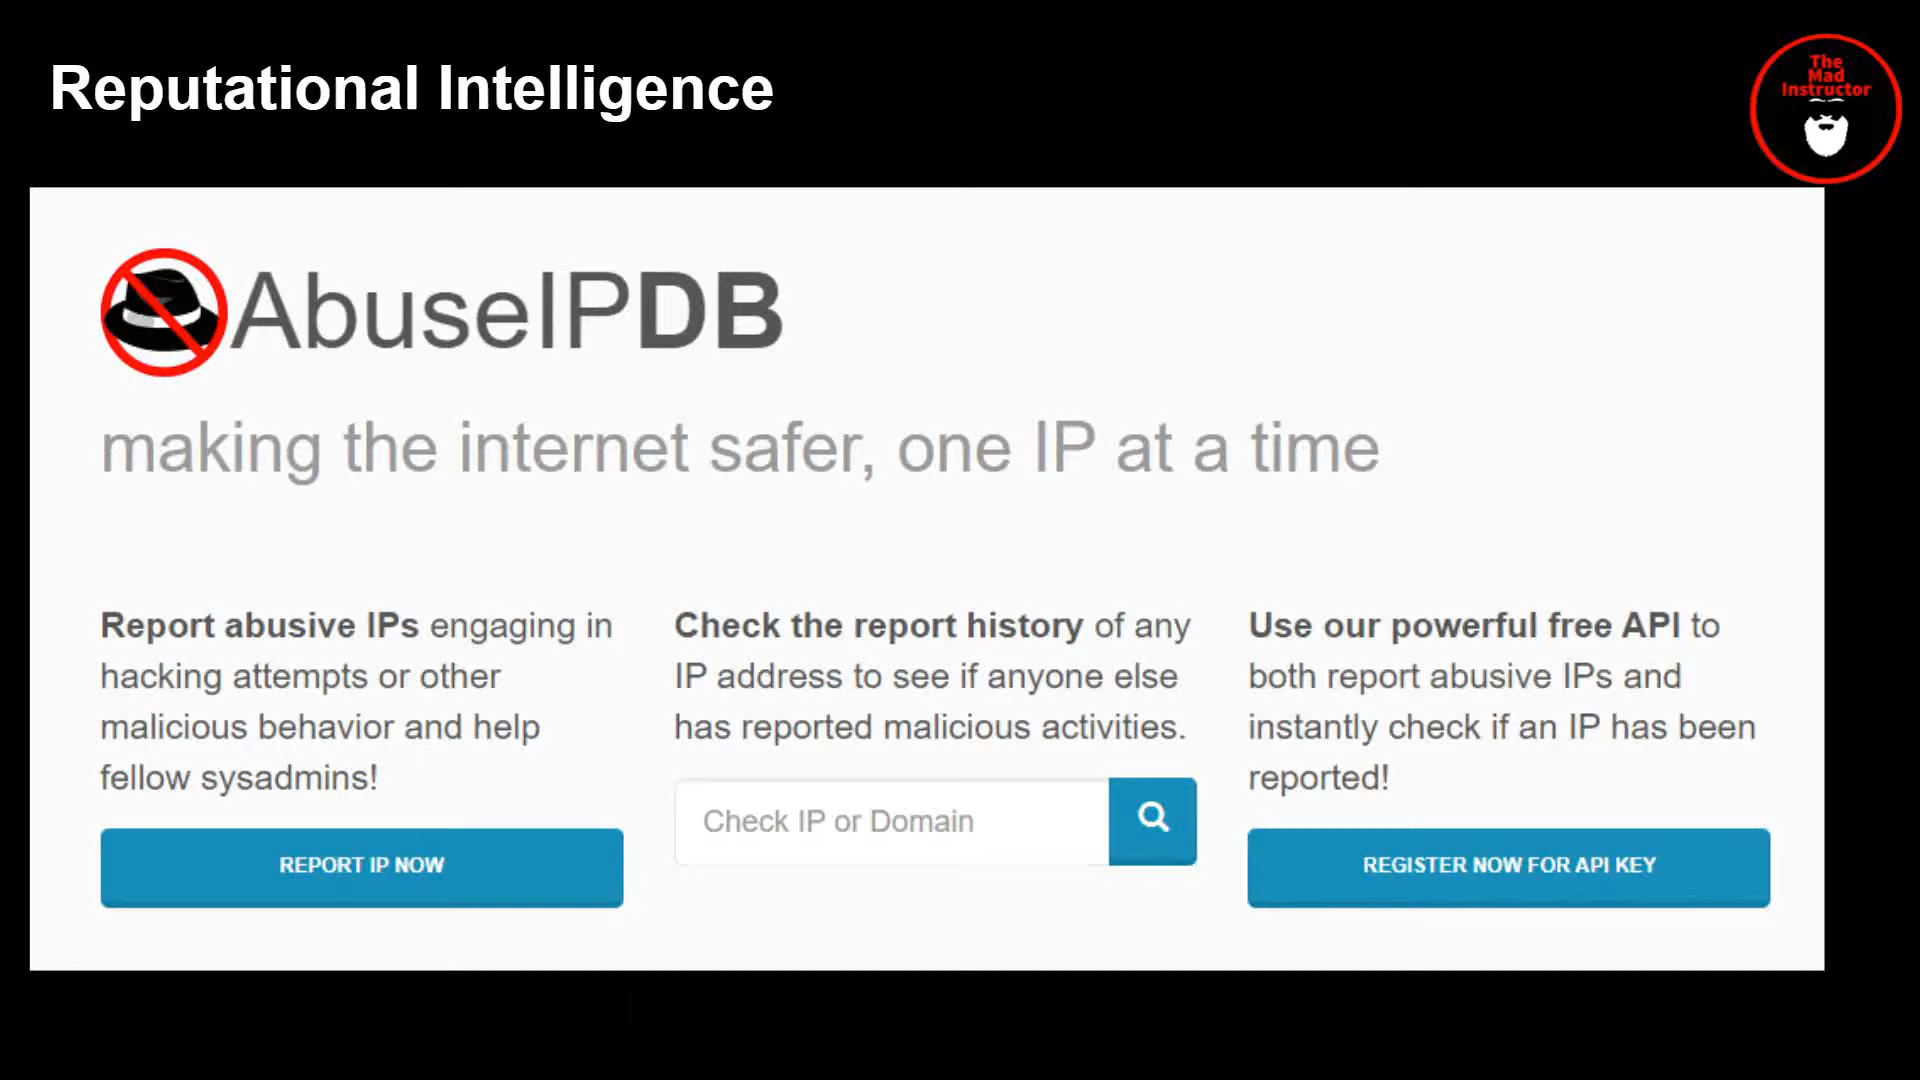 Reputational Intelligence
The
Mad
Instructor
AbuseIPDB
making the internet safer, one IP at a time
Report abusive IPs engaging in
hacking attempts or other
malicious behavior and help
fellow sysadmins!
REPORT IP NOW
Check the report history of any
IP address to see if anyone else
has reported malicious activities.
Check IP or Domain
Use our powerful free API to
both report abusive IPs and
instantly check if an IP has been
reported!
REGISTER NOW FOR API KEY